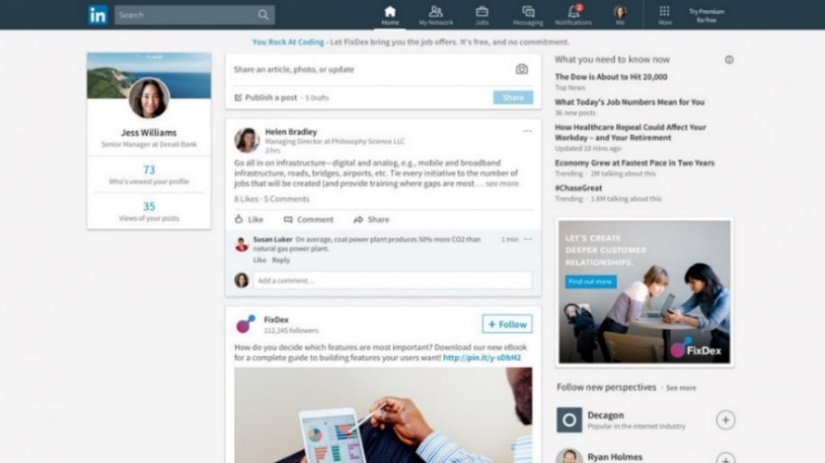 in
Search
Home
My Network
Jobs
Messaging
Notifications
Me
More
Try Premium
for free
You Rock At Coding - Let FixDex bring you the job offers. It's free, and no commitment.
Jess Williams
Senior Manager at Denali Bank
73
Who's viewed your profile
35
Views of your posts
Share an article, photo, or update
Publish a post · 5 Drafts
Share
Helen Bradley
Managing Director at Philosophy Science LLC
3 hrs
Go all in on infrastructure—digital and analog, e.g., mobile and broadband
infrastructure, roads, bridges, airports, etc. Tie every initiative to the number of
jobs that will be created (and provide training where gaps are most ... see more
8 Likes · 5 Comments
Like
Comment
Share
Susan Luker On average, coal power plant produces 50% more CO2 than
natural gas power plant.
1 min
Like Reply
Add a comment...
FixDex
112,345 followers
+ Follow
How do you decide which features are most important? Download our new eBook
for a complete guide to building features your users want! http://pin.it/y-sDbH2
What you need to know now
The Dow is About to Hit 20,000
Top News
What Today's Job Numbers Mean for You
36 new posts
How Healthcare Repeal Could Affect Your
Workday – and Your Retirement
Updated 10 mins ago
Economy Grew at Fastest Pace in Two Years
Trending · 2M talking about this
#ChaseGreat
Trending · 1.8M talking about this
LET'S CREATE
DEEPER CUSTOMER
RELATIONSHIPS.
Find out more
FixDex
Follow new perspectives · See more
Decagon
Popular in the internet industry
Ryan Holmes